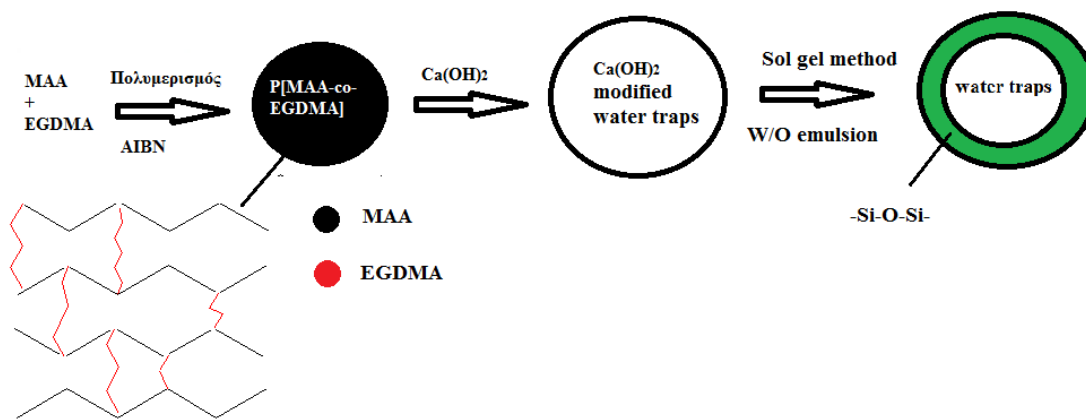 MAA
+
EGDMA
Πολυμερισμός
AIBN
P[MAA-co-
EGDMA]
Ca(OH)2
Ca(OH)2
modified
water traps
Sol gel method
W/O emulsion
water traps
-Si-O-Si-
MAA
EGDMA